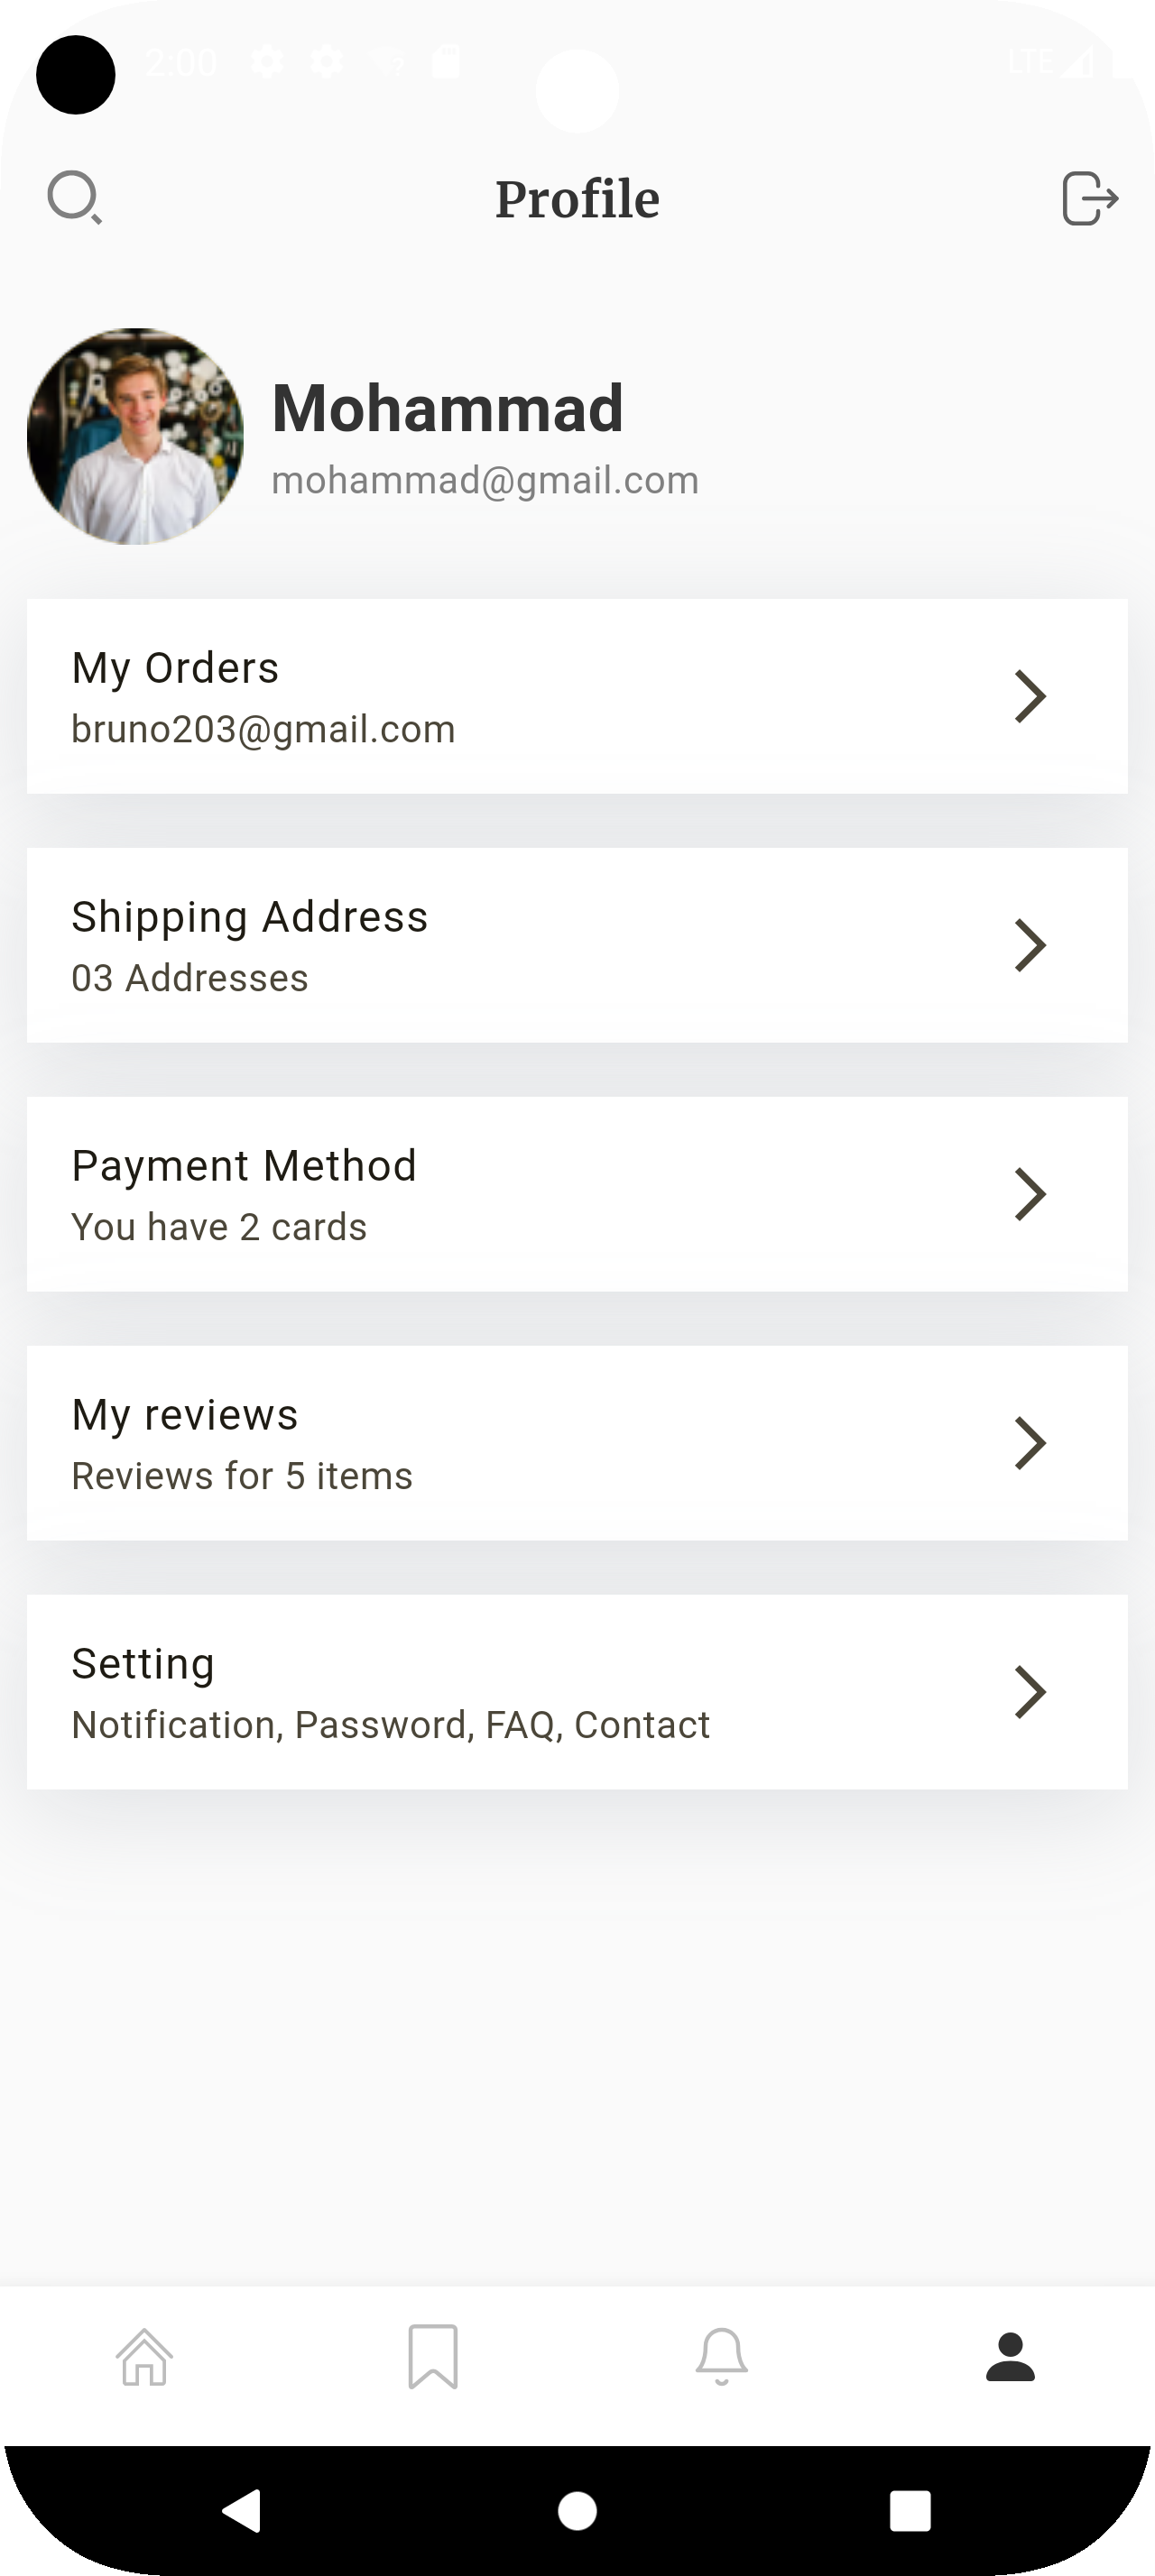 2:00
LTE
Profile
Mohammad
mohammad@gmail.com
My Orders
bruno203@gmail.com
Shipping Address
03 Addresses
Payment Method
You have 2 cards
My reviews
Reviews for 5 items
Setting
Notification, Password, FAQ, Contact